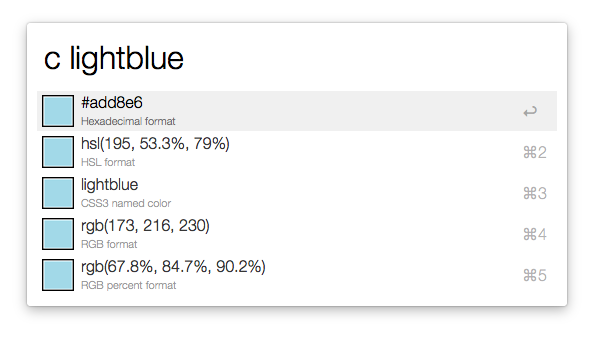 c lightblue
#add8e6
Hexadecimal format
↩
hsl(195, 53.3%, 79%)
HSL format
⌘2
lightblue
CSS3 named color
⌘3
rgb(173, 216, 230)
RGB format
⌘4
rgb(67.8%, 84.7%, 90.2%)
RGB percent format
⌘5